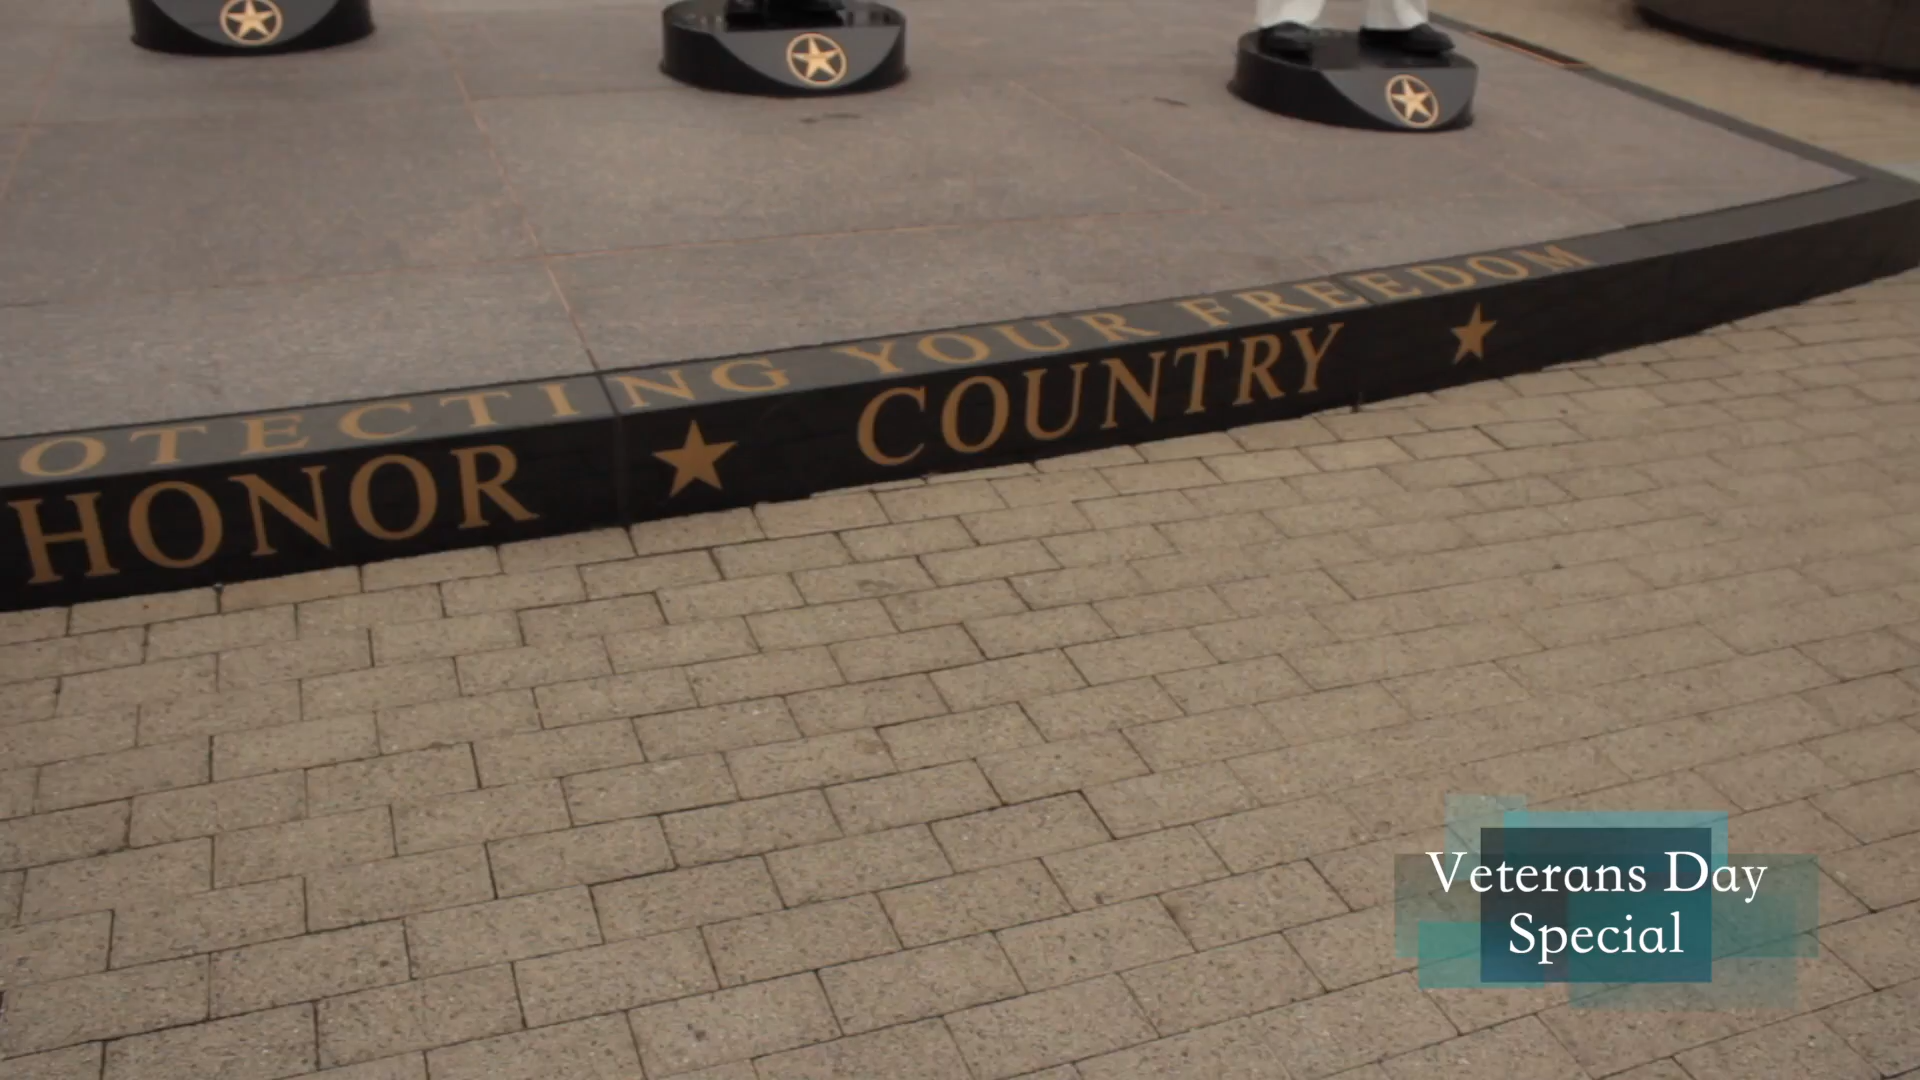 OTECTING YOUR FREEDOM
HONOR ★ COUNTRY ★
Veterans Day
Special